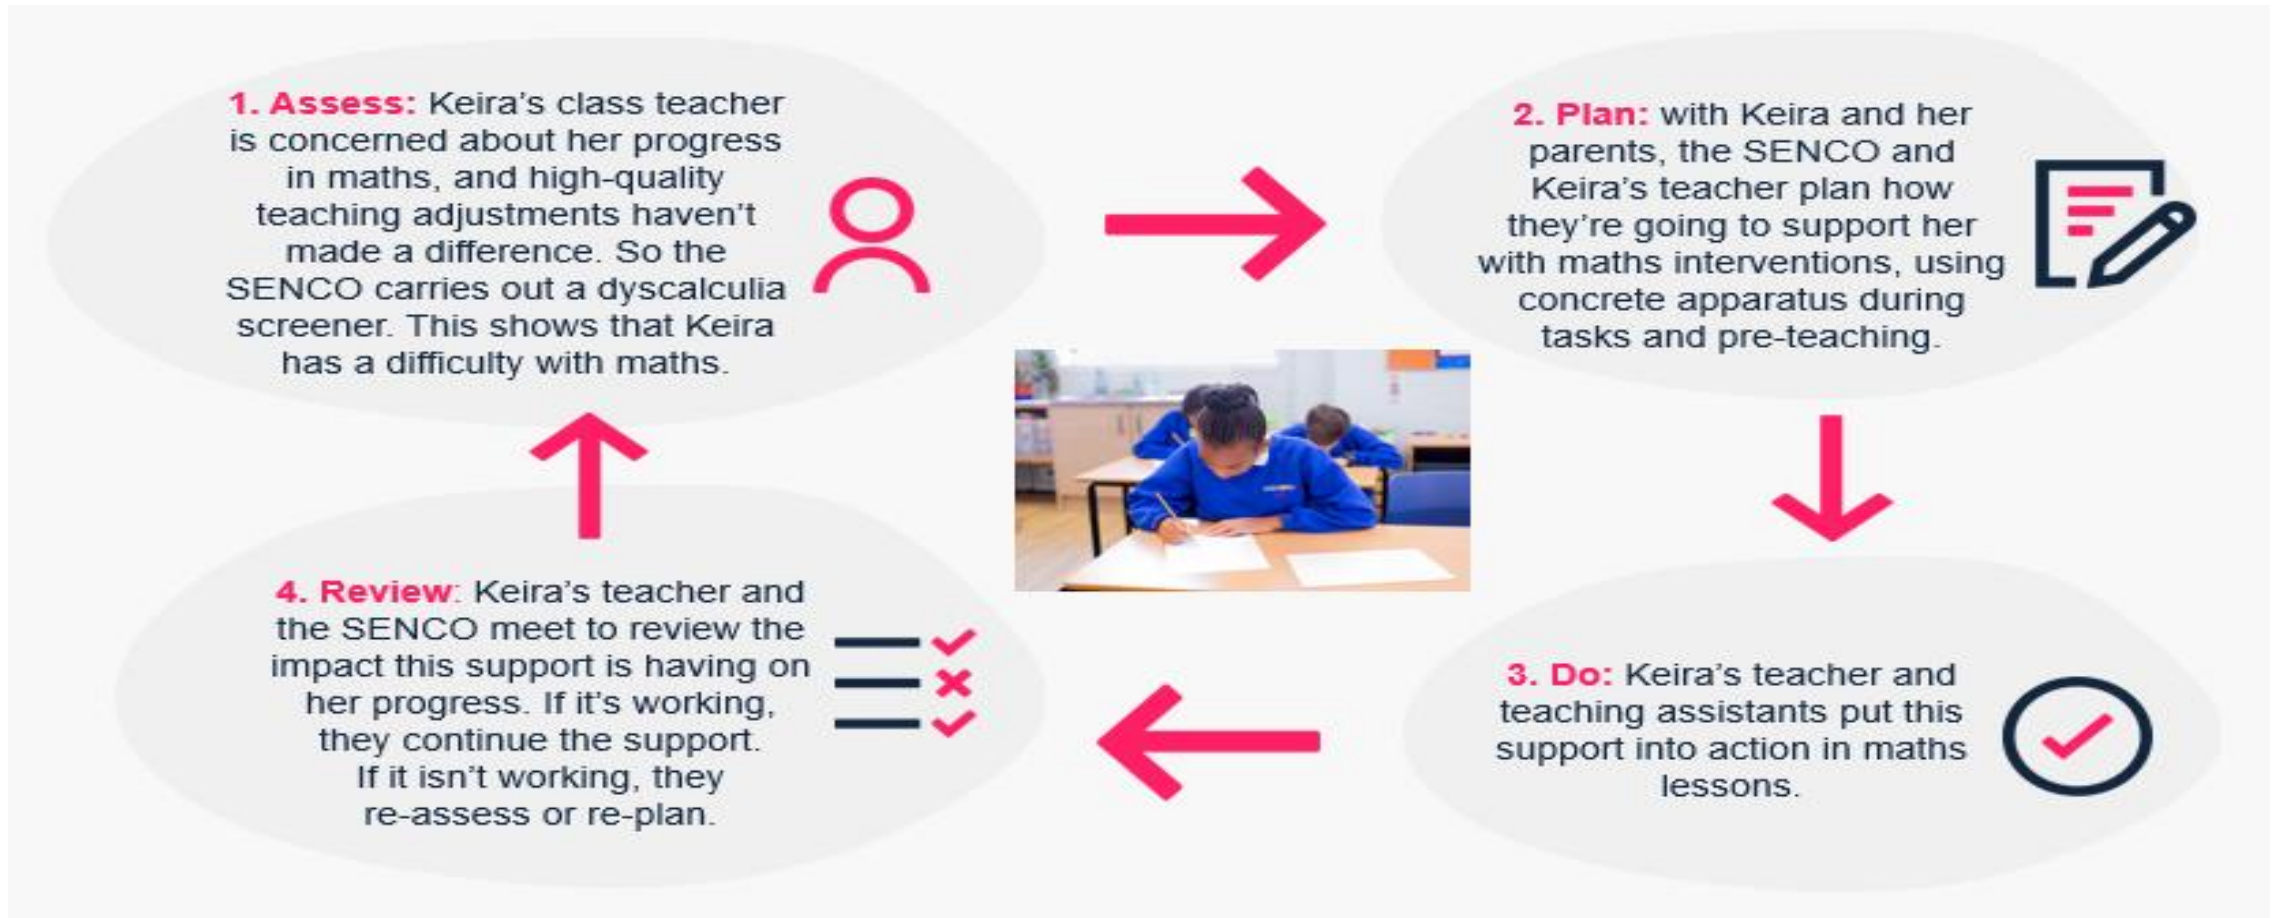 1. Assess: Keira's class teacher
is concerned about her progress
in maths, and high-quality
teaching adjustments haven't
made a difference. So the
SENCO carries out a dyscalculia
screener. This shows that Keira
has a difficulty with maths.
2. Plan: with Keira and her
parents, the SENCO and
Keira's teacher plan how
they're going to support her
with maths interventions, using
concrete apparatus during
tasks and pre-teaching.
3. Do: Keira's teacher and
teaching assistants put this
support into action in maths
lessons.
4. Review: Keira's teacher and
the SENCO meet to review the
impact this support is having on
her progress. If it's working,
they continue the support.
If it isn't working, they
re-assess or re-plan.